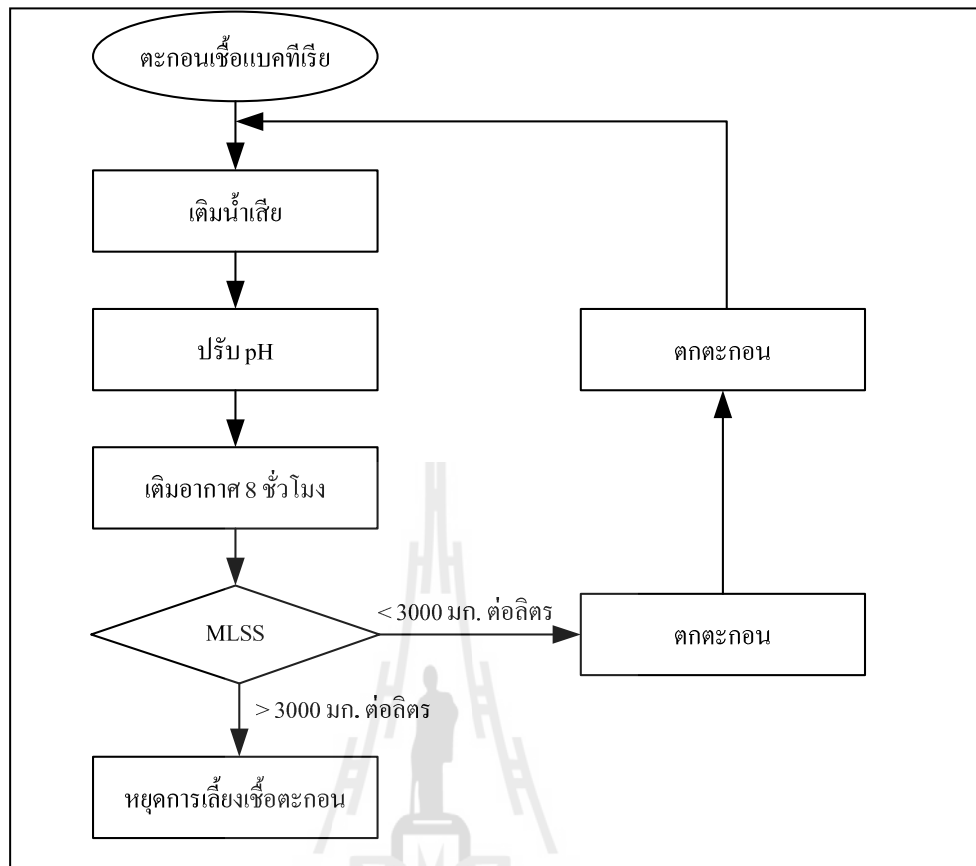 ตะกอนเชื้อแบคทีเรีย
เติมน้ำเสีย
ปรับ pH
ตกตะกอน
เติมอากาศ 8 ชั่วโมง
< 3000 มก. ต่อลิตร
MLSS
ตกตะกอน
> 3000 มก. ต่อลิตร
หยุดการเลี้ยงเชื้อตะกอน